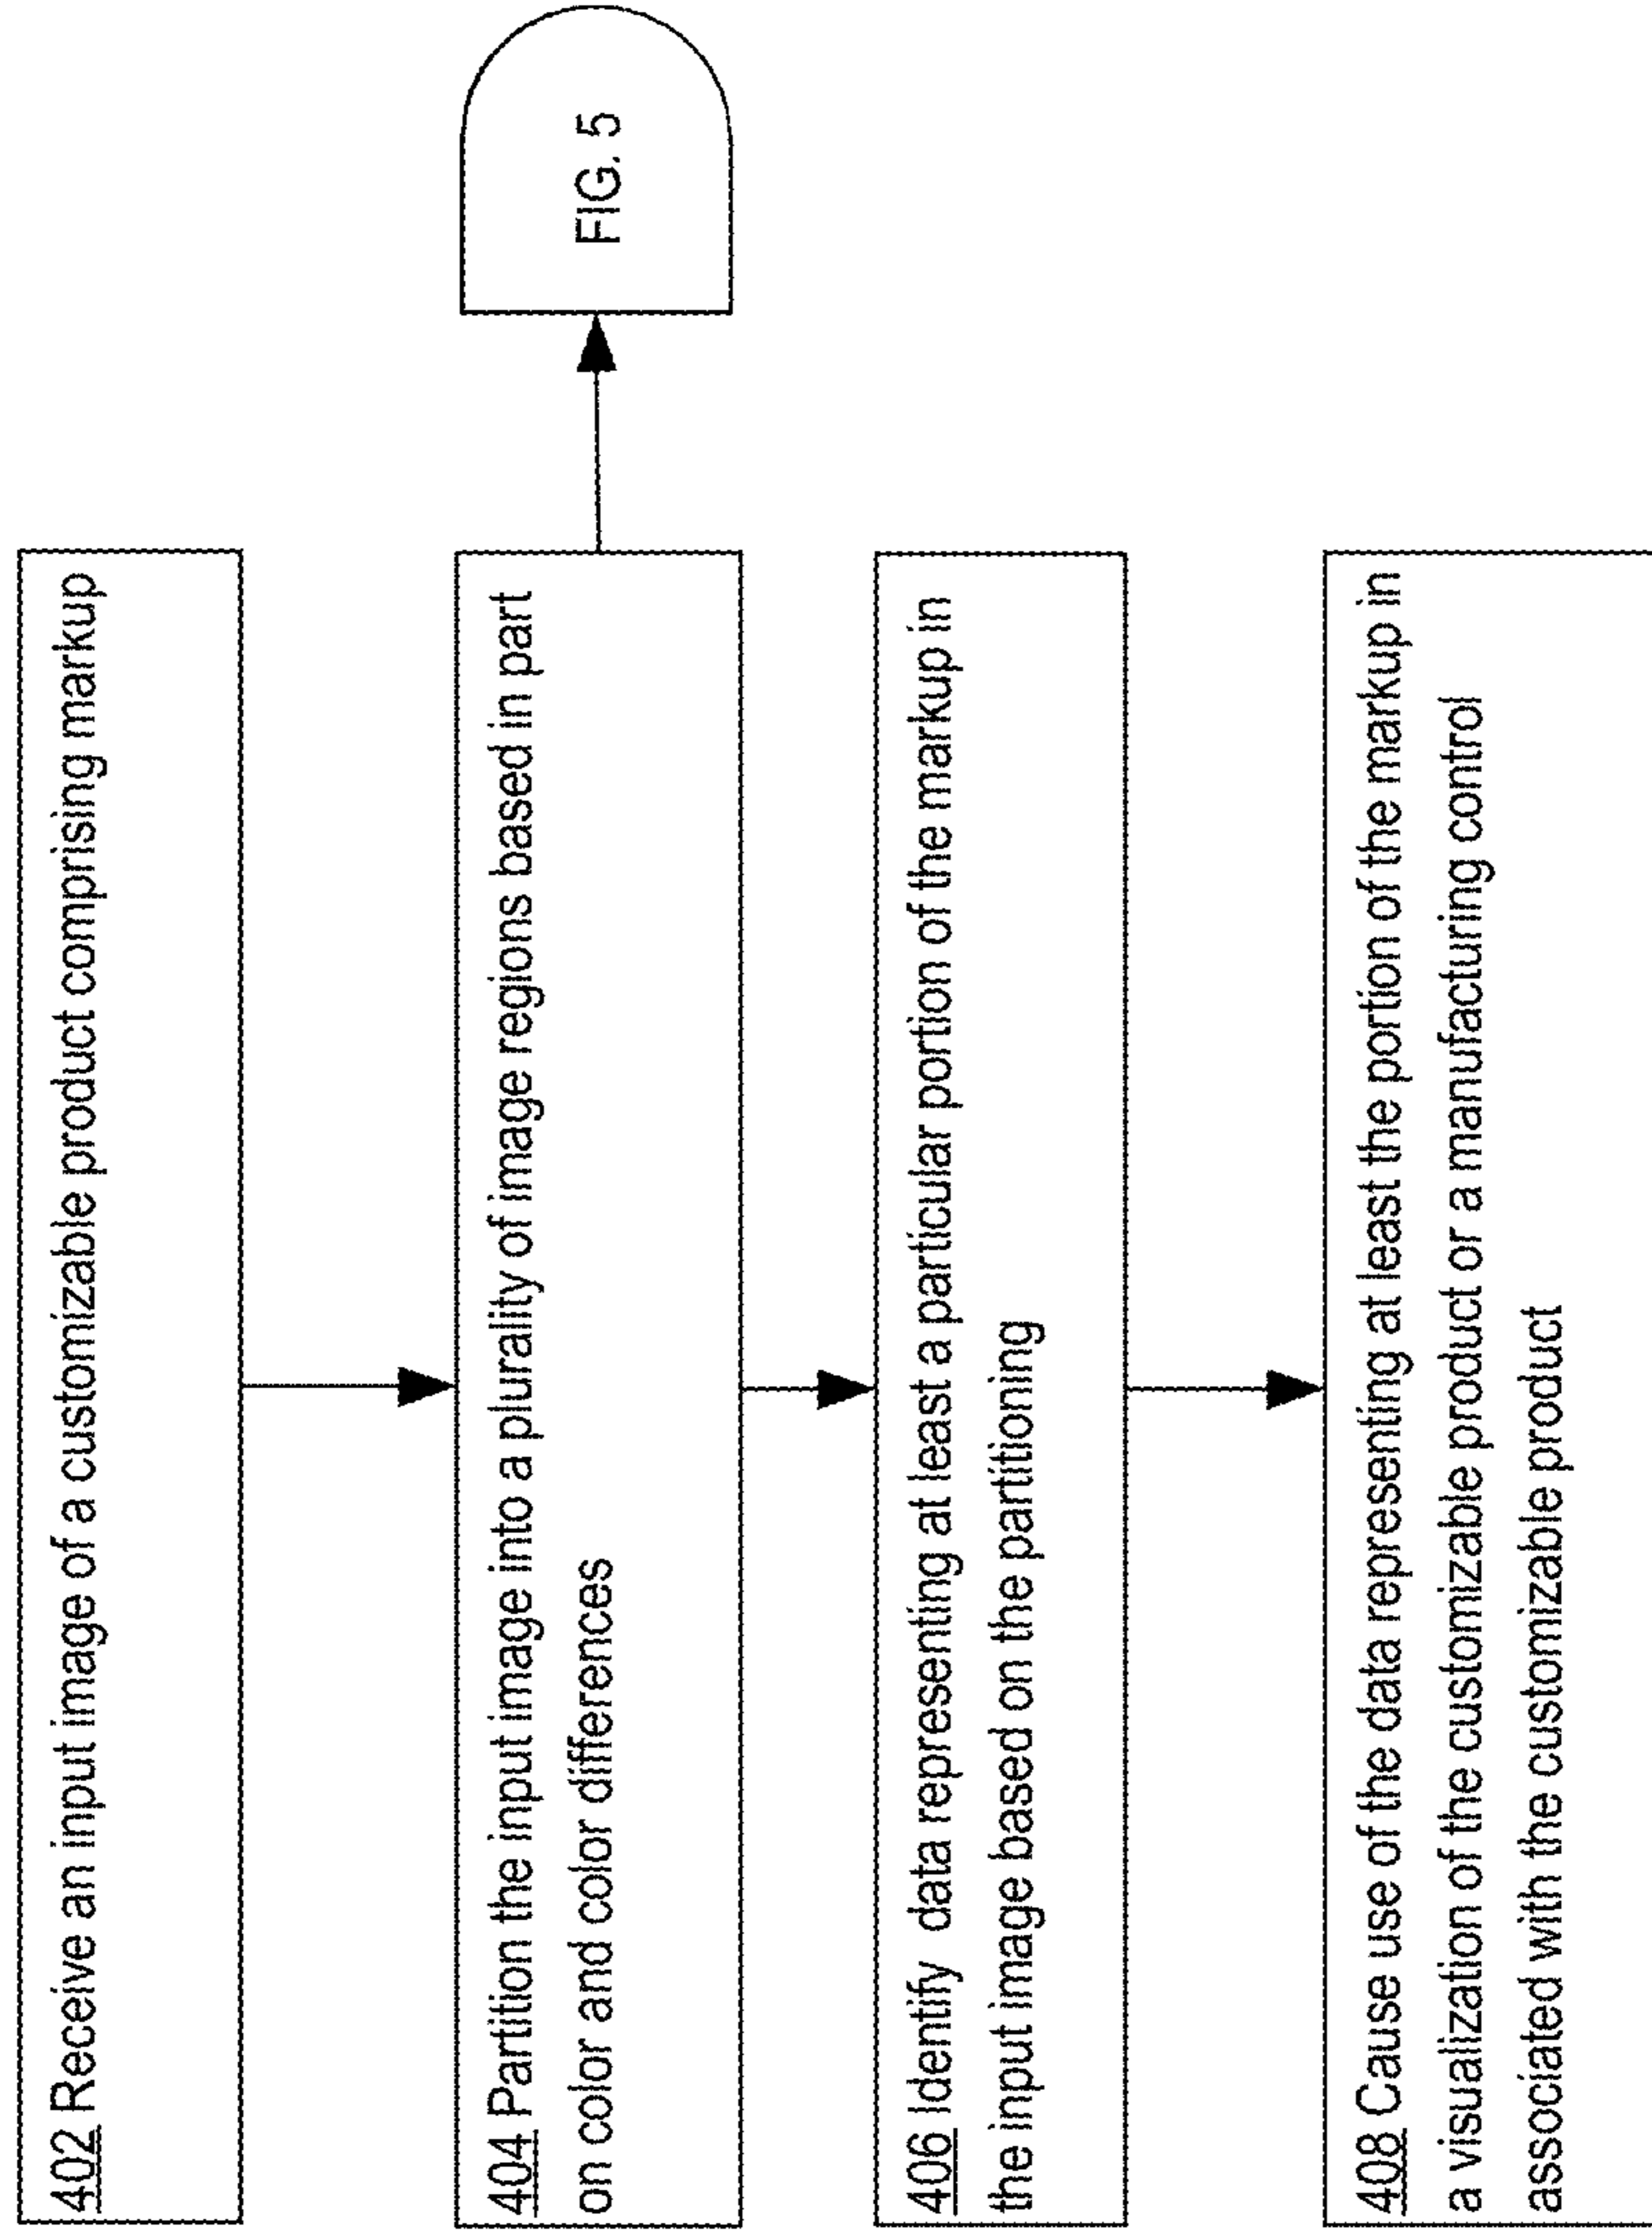 402 Receive an input image of a customizable product comprising markup
404 Partition the input image into a plurality of image regions based in part
on color and color differences
FIG. 5
406 Identify data representing at least a particular portion of the markup in
the input image based on the partitioning
408 Cause use of the data representing at least the portion of the markup in
a visualization of the customizable product or a manufacturing control
associated with the customizable product